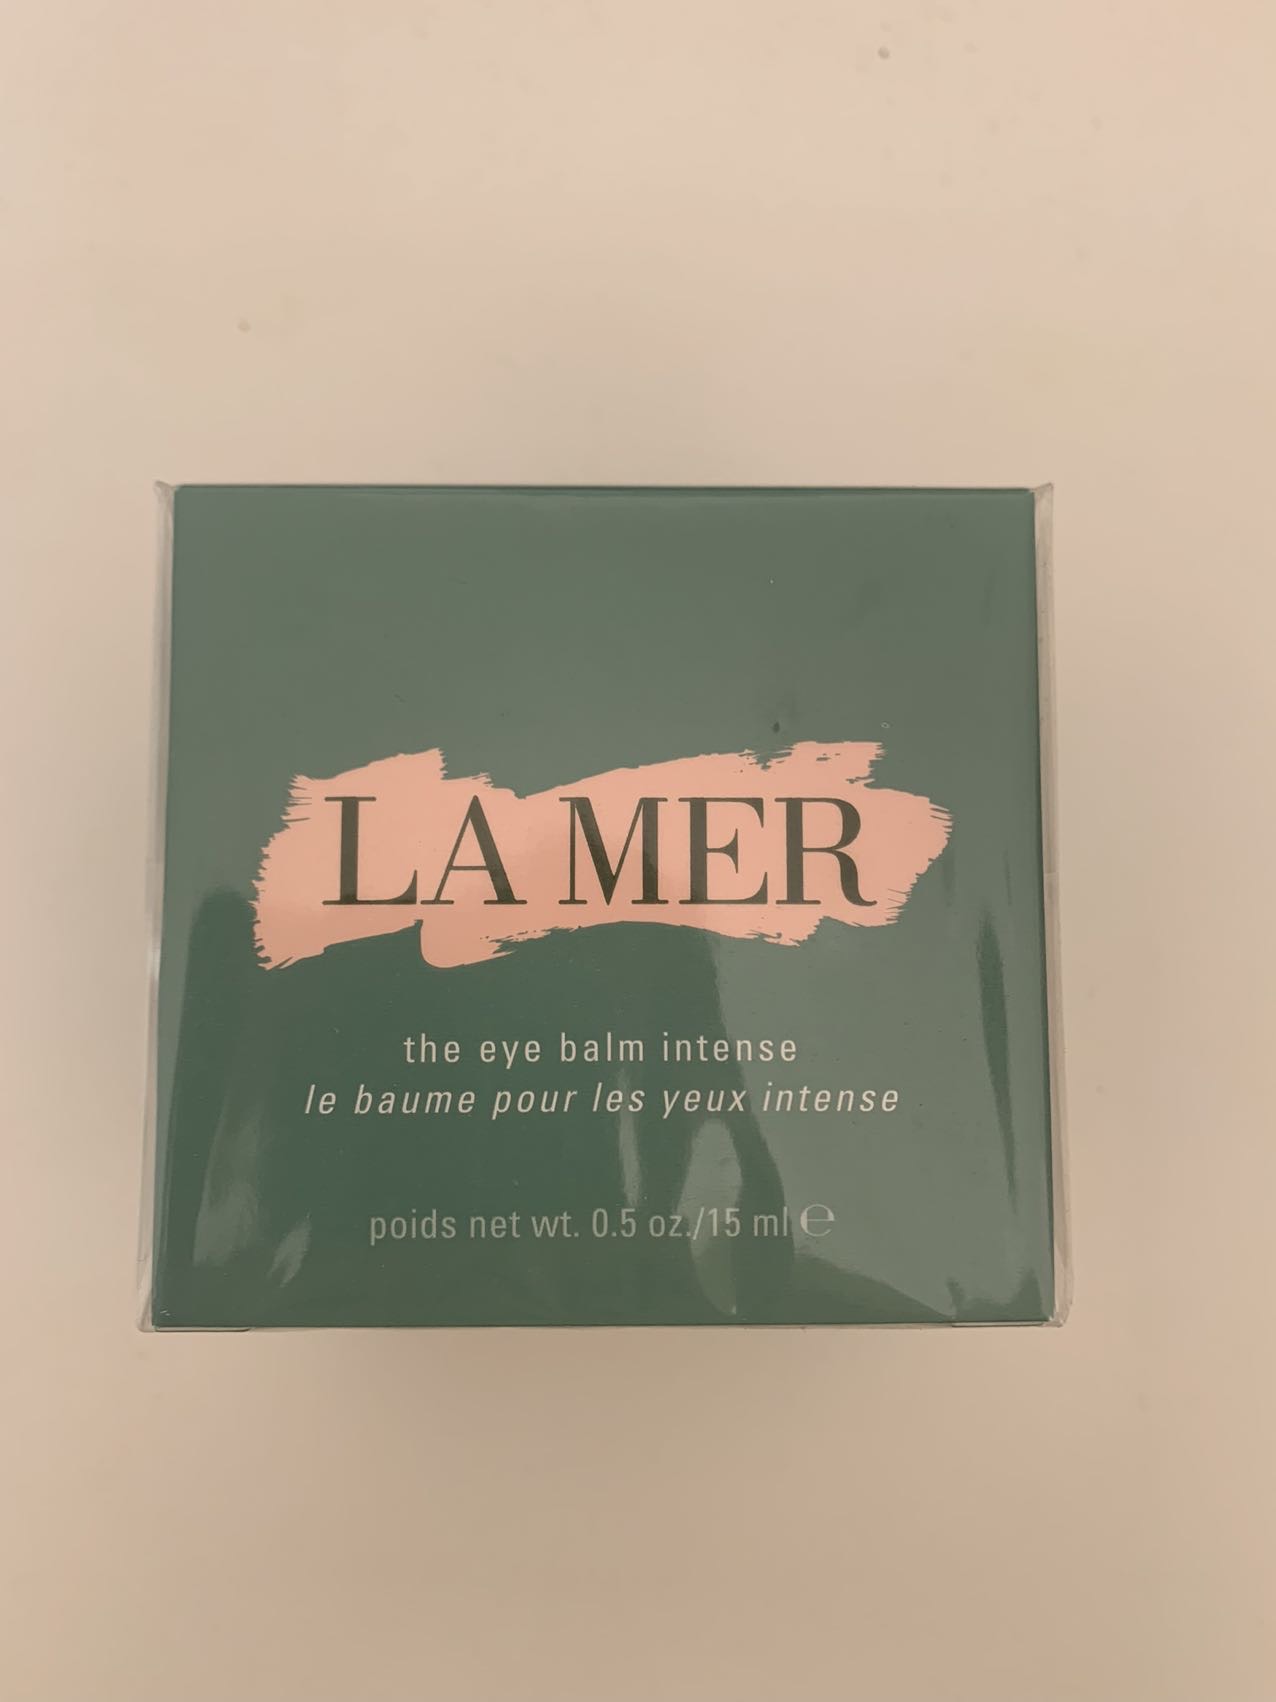 LA MER
the eye balm intense
le baume pour les yeux intense
poids net wt. 0.5 oz./15 ml ℮